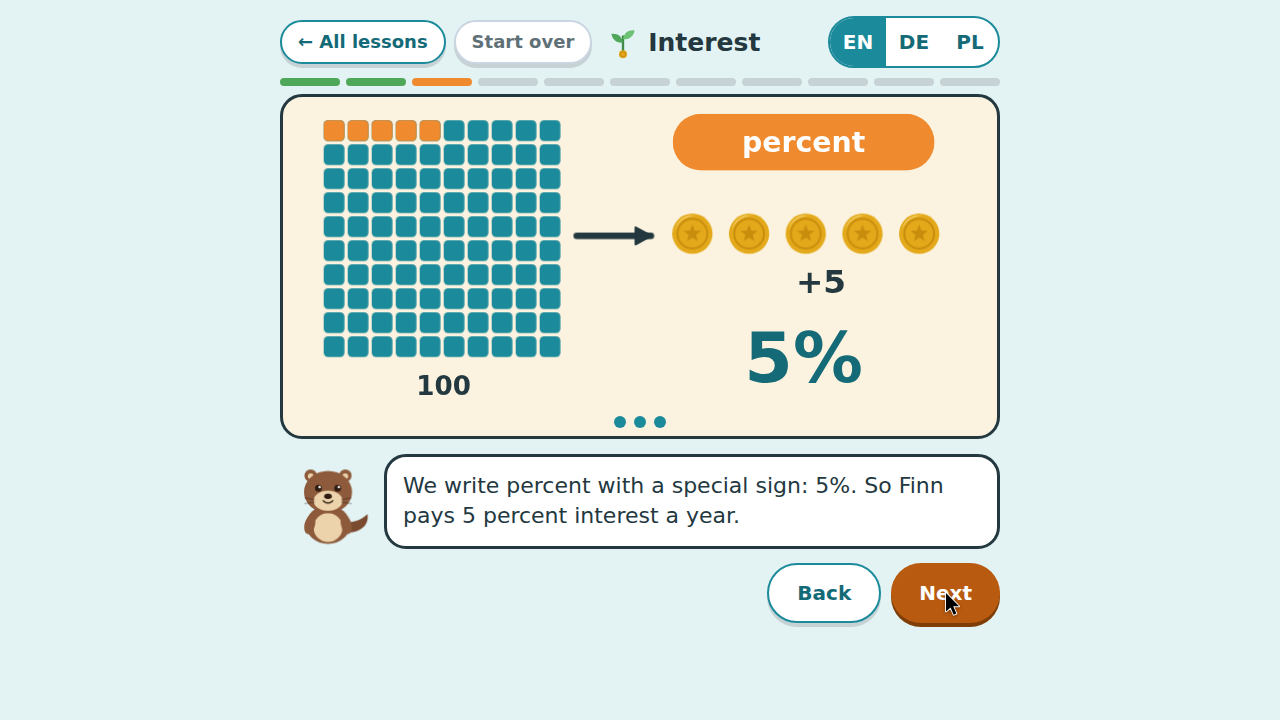 ← All lessons
Start over
Interest
EN
DE
PL
percent
+5
5%
100
We write percent with a special sign: 5%. So Finn
pays 5 percent interest a year.
Back
Next